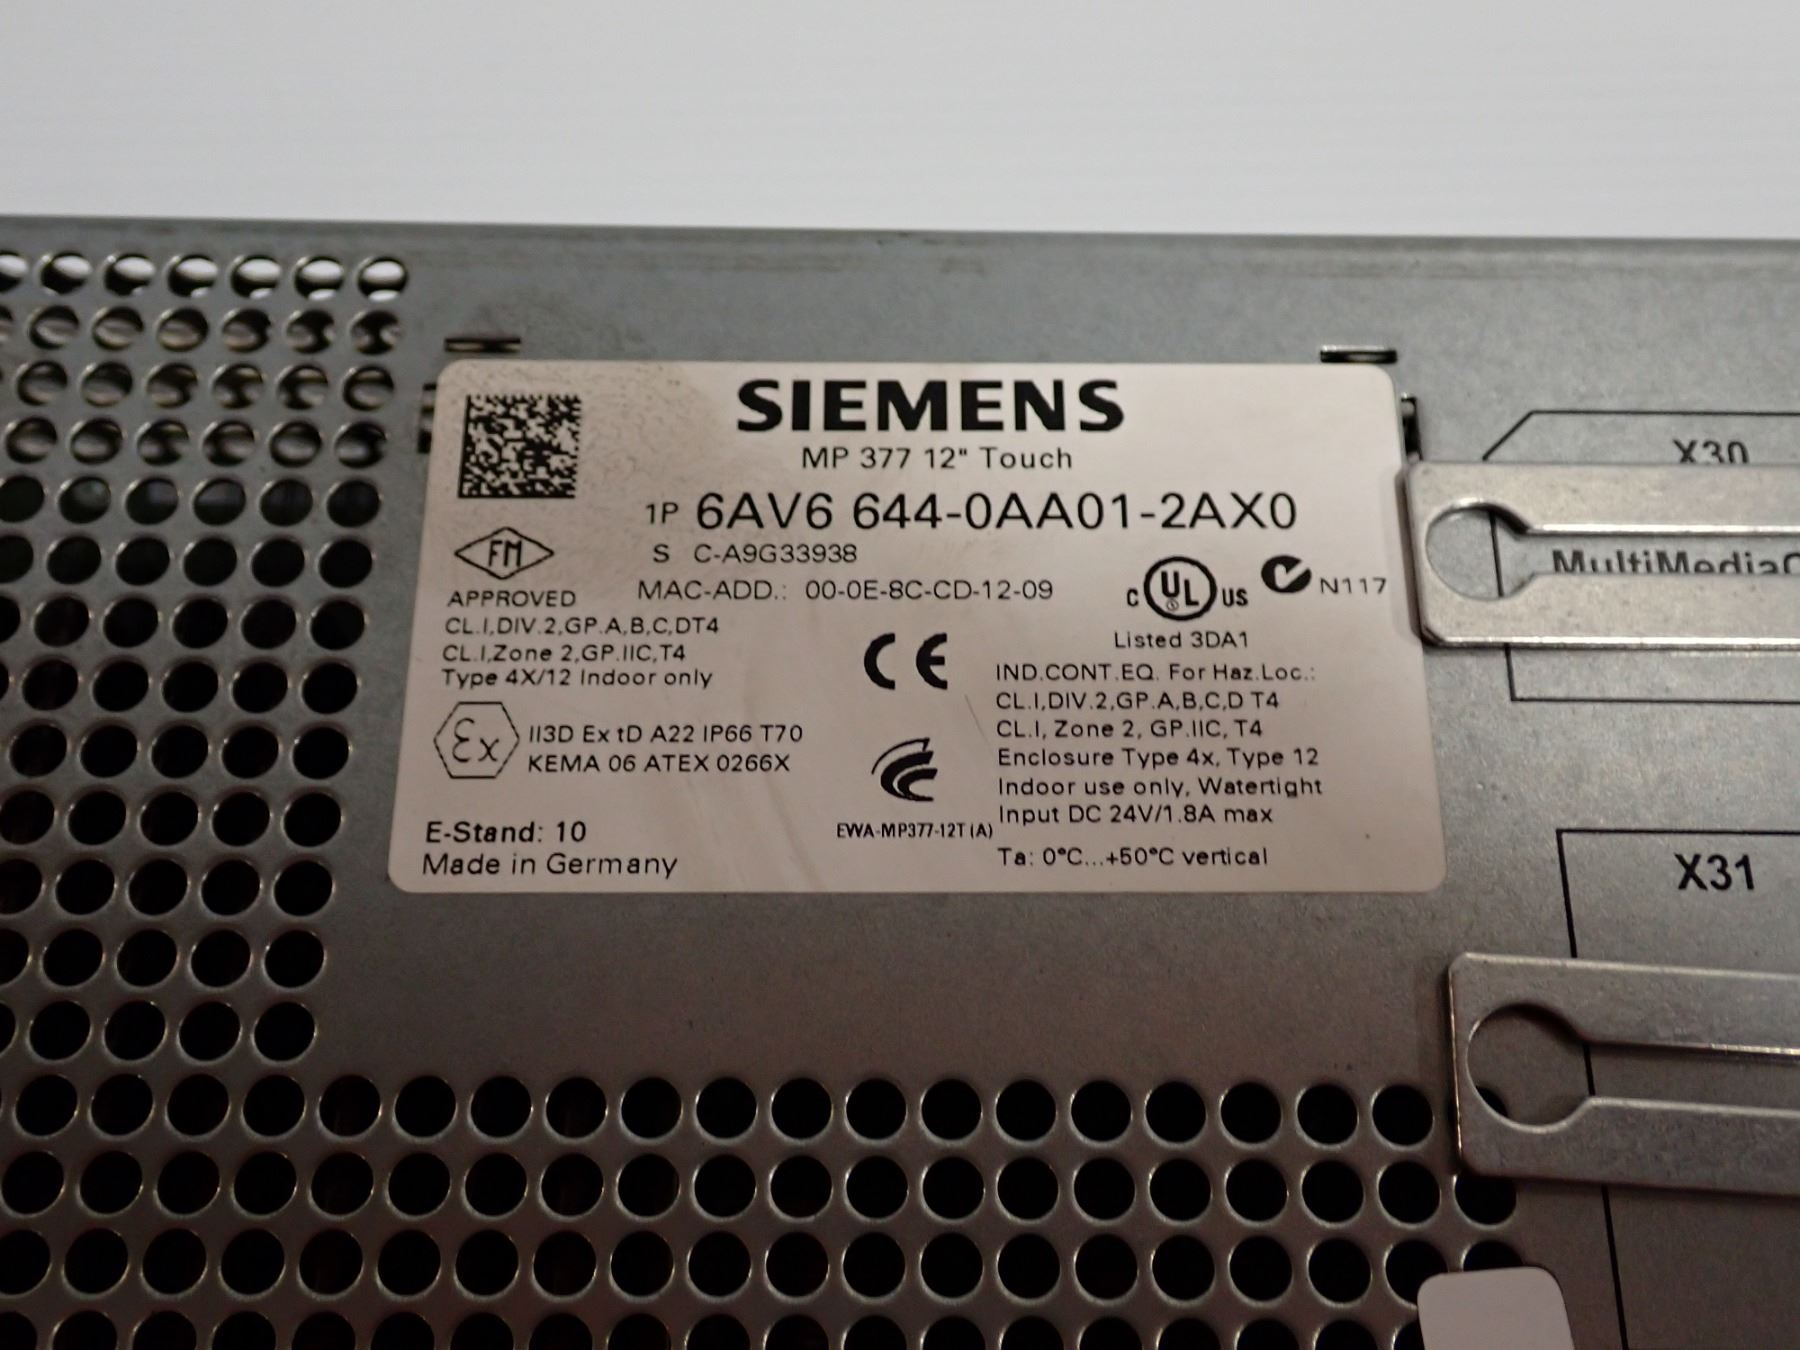 SIEMENS
MP 377 12" Touch
1P 6AV6 644-0AA01-2AX0
S C-A9G33938
MAC-ADD.: 00-0E-8C-CD-12-09
FM
APPROVED
CL.I,DIV.2,GP.A,B,C,DT4
CL.I,Zone 2,GP.IIC,T4
Type 4X/12 Indoor only
Ex
II3D Ex tD A22 IP66 T70
KEMA 06 ATEX 0266X
E-Stand: 10
Made in Germany
CE
EWA-MP377-12T(A)
C UL US
N117
Listed 3DA1
IND.CONT.EQ. For Haz.Loc.:
CL.I,DIV.2,GP.A,B,C,D T4
CL.I, Zone 2, GP.IIC, T4
Enclosure Type 4x, Type 12
Indoor use only, Watertight
Input DC 24V/1.8A max
Ta: 0°C...+50°C vertical
X30
MultiMediaC
X31